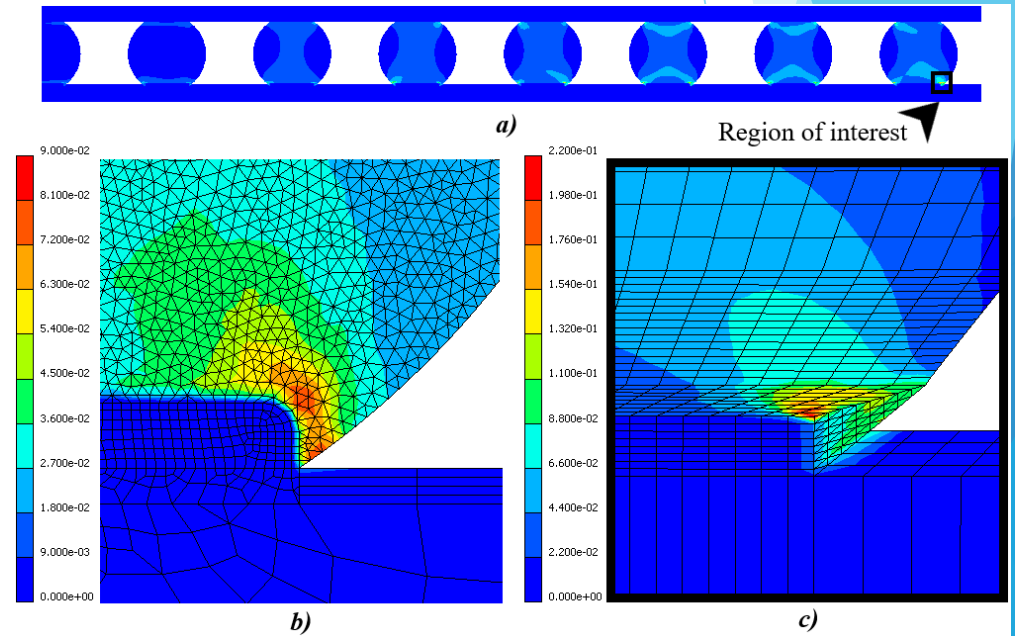 a)
Region of interest
9.000e-02
8.100e-02
7.200e-02
6.300e-02
5.400e-02
4.500e-02
3.600e-02
2.700e-02
1.800e-02
9.000e-03
0.000e+00
b)
2.200e-01
1.980e-01
1.760e-01
1.540e-01
1.320e-01
1.100e-01
8.800e-02
6.600e-02
4.400e-02
2.200e-02
0.000e+00
c)